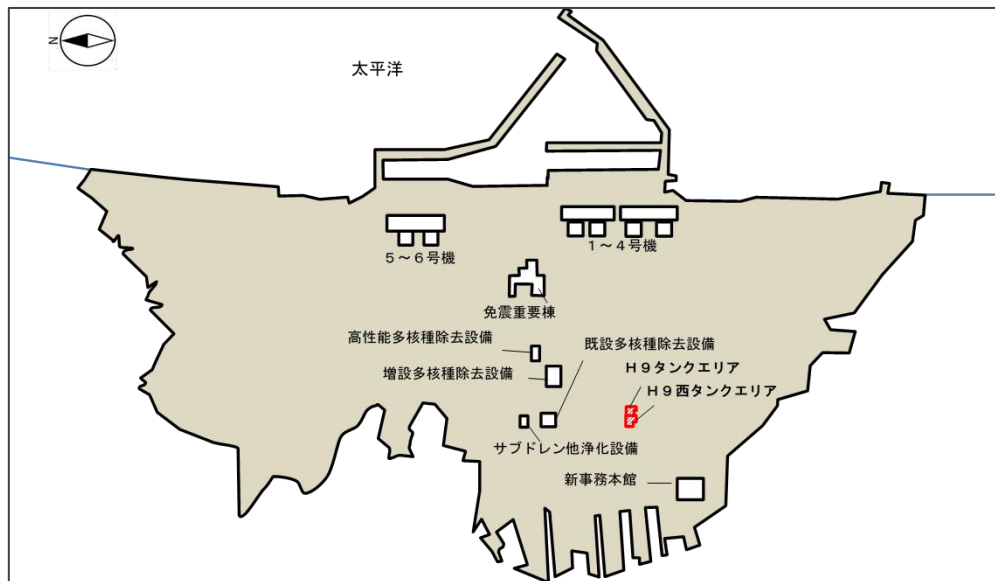 N
太平洋
5～6号機
1～4号機
免震重要棟
高性能多核種除去設備
既設多核種除去設備
H9タンクエリア
増設多核種除去設備
H9西タンクエリア
サブドレン他浄化設備
新事務本館